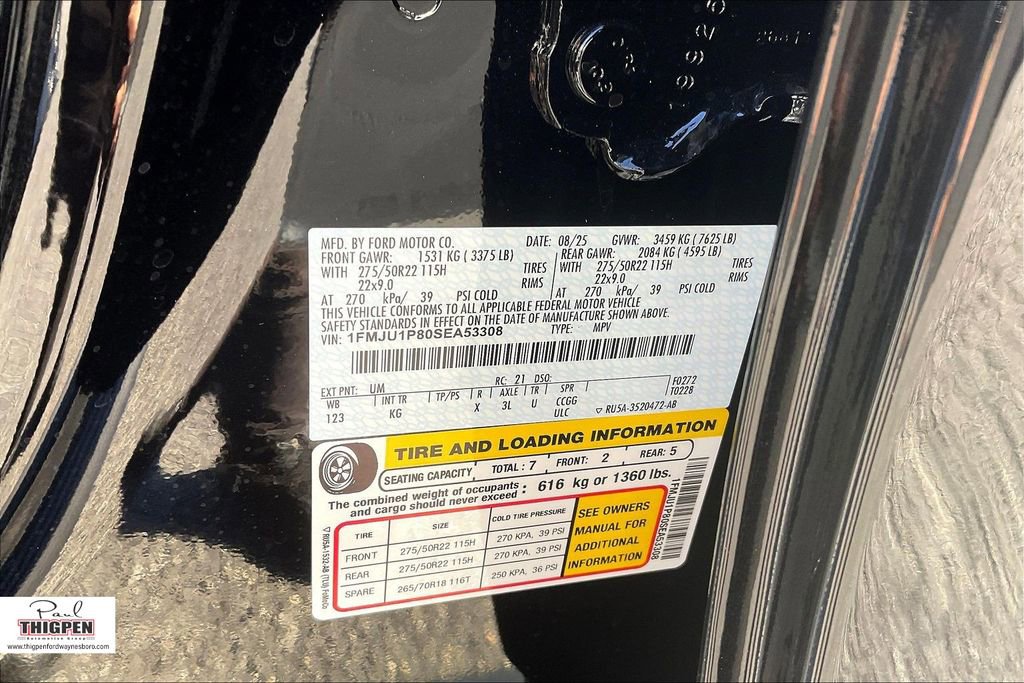 MFD. BY FORD MOTOR CO. DATE: 08/25 GVWR: 3459 KG ( 7625 LB)
FRONT GAWR: 1531 KG ( 3375 LB) REAR GAWR: 2084 KG ( 4595 LB)
WITH 275/50R22 115H TIRES WITH 275/50R22 115H TIRES
22x9.0 RIMS 22x9.0 RIMS
AT 270 kPa/ 39 PSI COLD AT 270 kPa/ 39 PSI COLD
THIS VEHICLE CONFORMS TO ALL APPLICABLE FEDERAL MOTOR VEHICLE
SAFETY STANDARDS IN EFFECT ON THE DATE OF MANUFACTURE SHOWN ABOVE.
VIN: 1FMJU1P80SEA53308 TYPE: MPV
EXT PNT: UM RC: 21 DSO: F0272
WB INT TR TP/PS R AXLE TR SPR T0228
123 KG X 3L U CCGG
ULC ▽ RU5A-3520472-AB
TIRE AND LOADING INFORMATION
SEATING CAPACITY TOTAL: 7 FRONT: 2 REAR: 5
The combined weight of occupants
and cargo should never exceed : 616 kg or 1360 lbs.
TIRE SIZE COLD TIRE PRESSURE
FRONT 275/50R22 115H 270 KPA, 39 PSI
REAR 275/50R22 115H 270 KPA, 39 PSI
SPARE 265/70R18 116T 250 KPA, 36 PSI
SEE OWNERS
MANUAL FOR
ADDITIONAL
INFORMATION
1FMJU1P80SEA53308
▽ RU5A-1532-AB (TLU) FoMoCo
Paul
THIGPEN
Automotive Group
www.thigpenfordwaynesboro.com